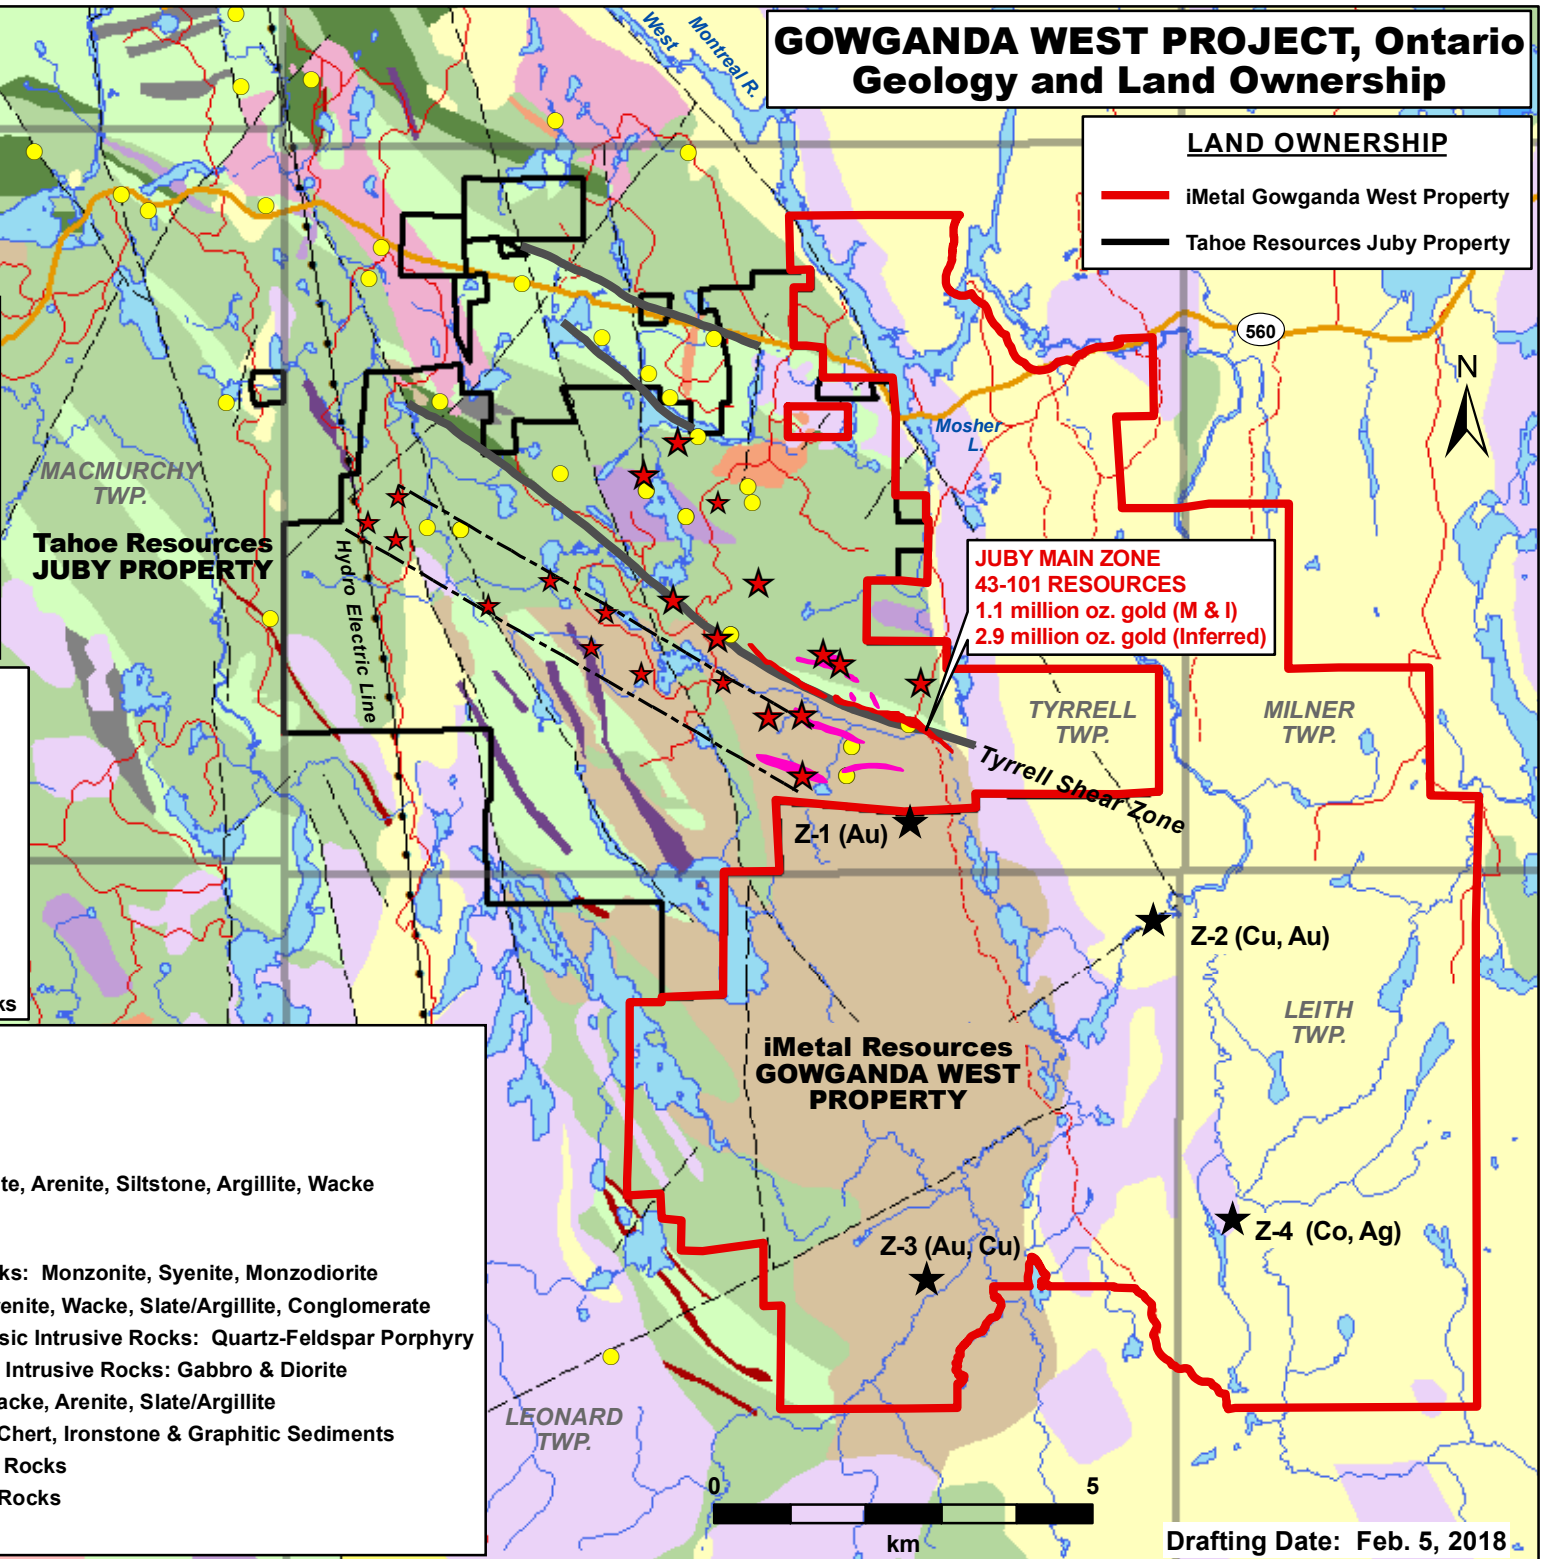 GOWGANDA WEST PROJECT, Ontario
Geology and Land Ownership
LAND OWNERSHIP
iMetal Gowganda West Property
Tahoe Resources Juby Property
West
Montreal R.
560
N
Mosher
L.
MACMURCHY
TWP.
Tahoe Resources
JUBY PROPERTY
Hydro Electric Line
JUBY MAIN ZONE
43-101 RESOURCES
1.1 million oz. gold (M & I)
2.9 million oz. gold (Inferred)
TYRRELL
TWP.
MILNER
TWP.
Tyrrell Shear Zone
Z-1 (Au)
Z-2 (Cu, Au)
LEITH
TWP.
iMetal Resources
GOWGANDA WEST
PROPERTY
Z-3 (Au, Cu)
Z-4 (Co, Ag)
LEONARD
TWP.
Arenite, Siltstone, Argillite, Wacke
Monzonite, Syenite, Monzodiorite
Wacke, Slate/Argillite, Conglomerate
Intrusive Rocks: Quartz-Feldspar Porphyry
Intrusive Rocks: Gabbro & Diorite
Arenite, Slate/Argillite
Chert, Ironstone & Graphitic Sediments
Rocks
Rocks
0 5
km
Drafting Date: Feb. 5, 2018